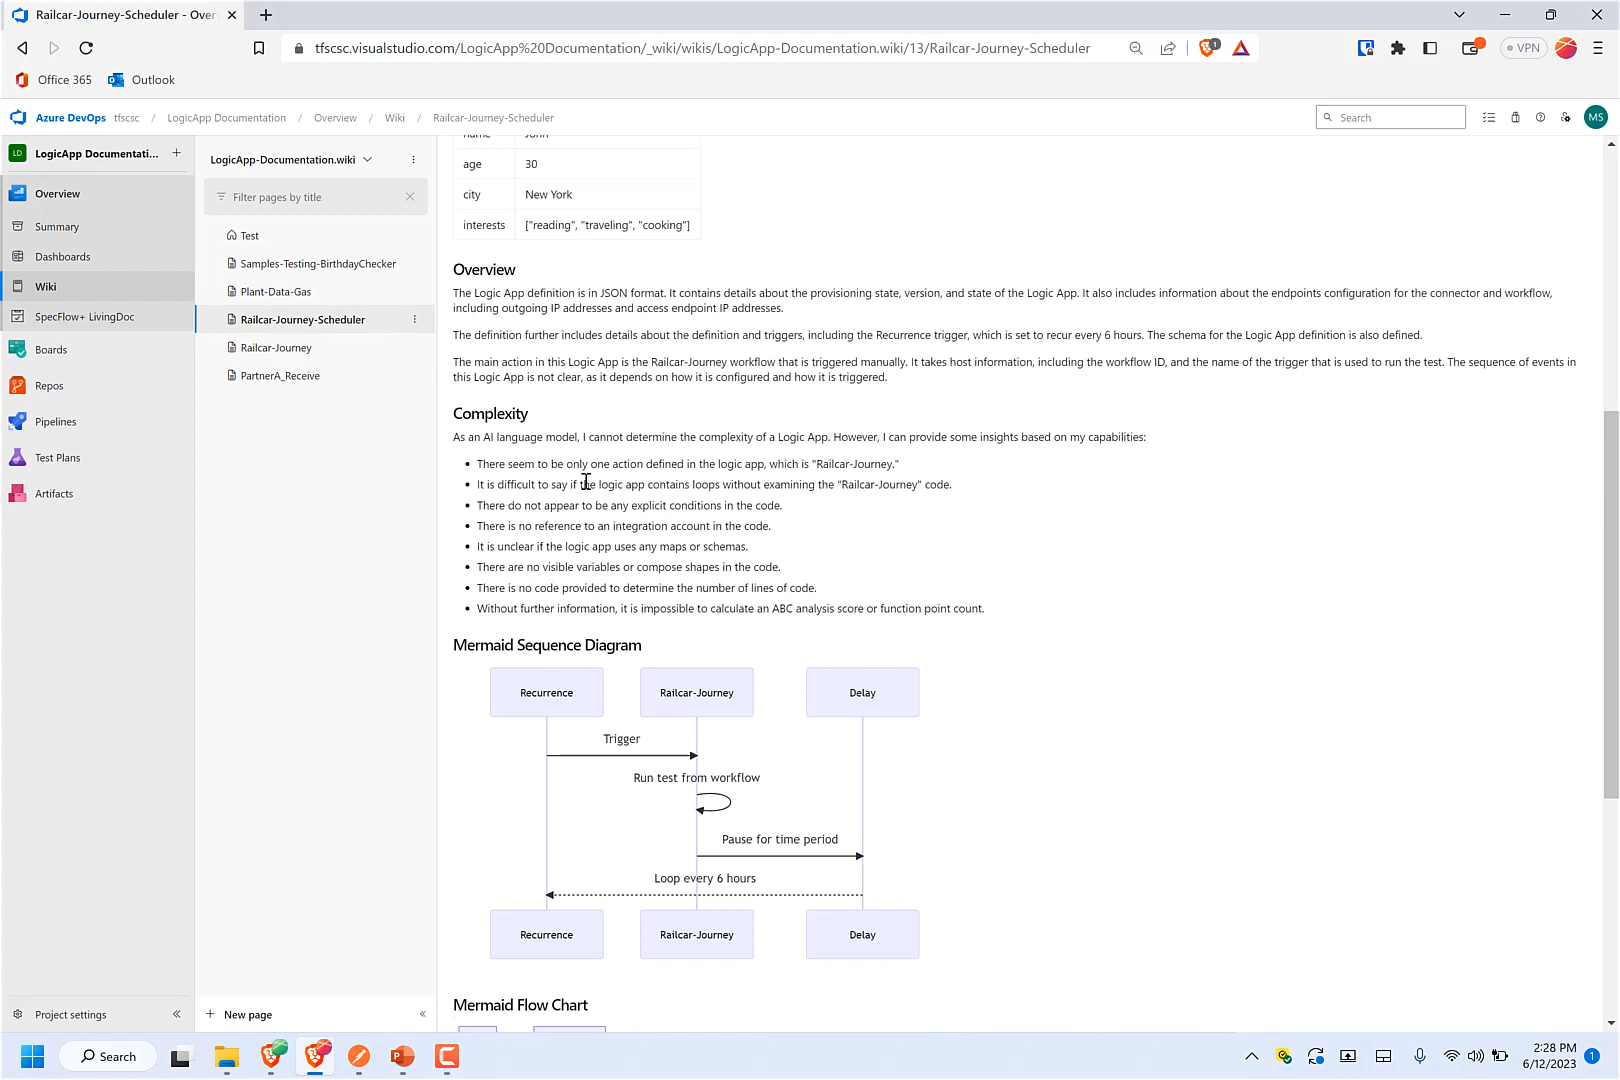 Railcar-Journey-Scheduler - Over
tfscsc.visualstudio.com/LogicApp%20Documentation/_wiki/wikis/LogicApp-Documentation.wiki/13/Railcar-Journey-Scheduler
1
VPN
Office 365
Outlook
Azure DevOps tfscsc / LogicApp Documentation / Overview / Wiki / Railcar-Journey-Scheduler
Search
MS
LD LogicApp Documentati...
Overview
Summary
Dashboards
Wiki
SpecFlow+ LivingDoc
Boards
Repos
Pipelines
Test Plans
Artifacts
Project settings
LogicApp-Documentation.wiki
Filter pages by title
Test
Samples-Testing-BirthdayChecker
Plant-Data-Gas
Railcar-Journey-Scheduler
Railcar-Journey
PartnerA_Receive
New page
name John
age 30
city New York
interests ["reading", "traveling", "cooking"]
Overview
The Logic App definition is in JSON format. It contains details about the provisioning state, version, and state of the Logic App. It also includes information about the endpoints configuration for the connector and workflow,
including outgoing IP addresses and access endpoint IP addresses.
The definition further includes details about the definition and triggers, including the Recurrence trigger, which is set to recur every 6 hours. The schema for the Logic App definition is also defined.
The main action in this Logic App is the Railcar-Journey workflow that is triggered manually. It takes host information, including the workflow ID, and the name of the trigger that is used to run the test. The sequence of events in
this Logic App is not clear, as it depends on how it is configured and how it is triggered.
Complexity
As an AI language model, I cannot determine the complexity of a Logic App. However, I can provide some insights based on my capabilities:
• There seem to be only one action defined in the logic app, which is "Railcar-Journey."
• It is difficult to say if the logic app contains loops without examining the "Railcar-Journey" code.
• There do not appear to be any explicit conditions in the code.
• There is no reference to an integration account in the code.
• It is unclear if the logic app uses any maps or schemas.
• There are no visible variables or compose shapes in the code.
• There is no code provided to determine the number of lines of code.
• Without further information, it is impossible to calculate an ABC analysis score or function point count.
Mermaid Sequence Diagram
Recurrence Railcar-Journey Delay
Trigger
Run test from workflow
Pause for time period
Loop every 6 hours
Recurrence Railcar-Journey Delay
Mermaid Flow Chart
Search
2:28 PM
6/12/2023
1